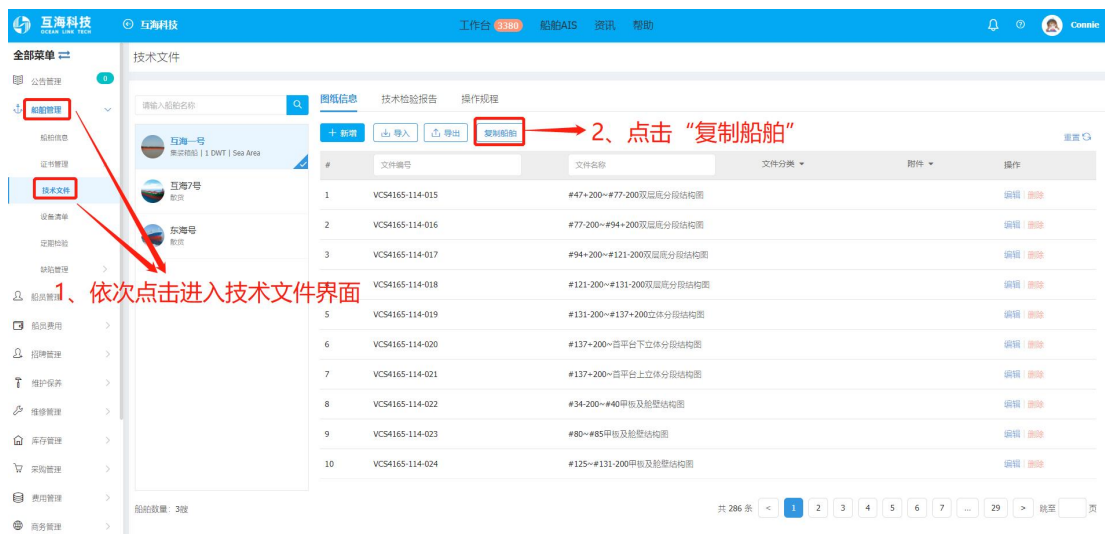 互海科技
OCEAN LINK TECH
互海科技
工作台 3380 船舶AIS 资讯 帮助
Connie
全部菜单
技术文件
公告管理 0
船舶管理
船舶信息
证书管理
技术文件
设备清单
定期检验
缺陷管理
船员管理
船员费用
招聘管理
维护保养
维修管理
库存管理
采购管理
费用管理
商务管理
请输入船舶名称
互海一号
集装箱船 | 1 DWT | Sea Area
互海7号
散货
东海号
散货
船舶数量: 3艘
图纸信息 技术检验报告 操作规程
+ 新增 导入 导出 复制船舶
2、点击“复制船舶”
重置
1、依次点击进入技术文件界面
# 文件编号 文件名称 文件分类 附件 操作
1 VCS4165-114-015 #47+200~#77-200双层底分段结构图 编辑 | 删除
2 VCS4165-114-016 #77-200~#94+200双层底分段结构图 编辑 | 删除
3 VCS4165-114-017 #94+200~#121-200双层底分段结构图 编辑 | 删除
VCS4165-114-018 #121-200~#131-200双层底分段结构图 编辑 | 删除
5 VCS4165-114-019 #131-200~#137+200立体分段结构图 编辑 | 删除
6 VCS4165-114-020 #137+200~首平台下立体分段结构图 编辑 | 删除
7 VCS4165-114-021 #137+200~首平台上立体分段结构图 编辑 | 删除
8 VCS4165-114-022 #34-200~#40甲板及舱壁结构图 编辑 | 删除
9 VCS4165-114-023 #80~#85甲板及舱壁结构图 编辑 | 删除
10 VCS4165-114-024 #125~#131-200甲板及舱壁结构图 编辑 | 删除
共 286 条 < 1 2 3 4 5 6 7 ... 29 > 跳至 页